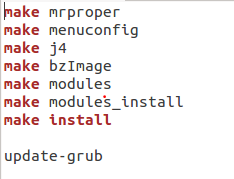 make mrproper
make menuconfig
make j4
make bzImage
make modules
make modules_install
make install
update-grub